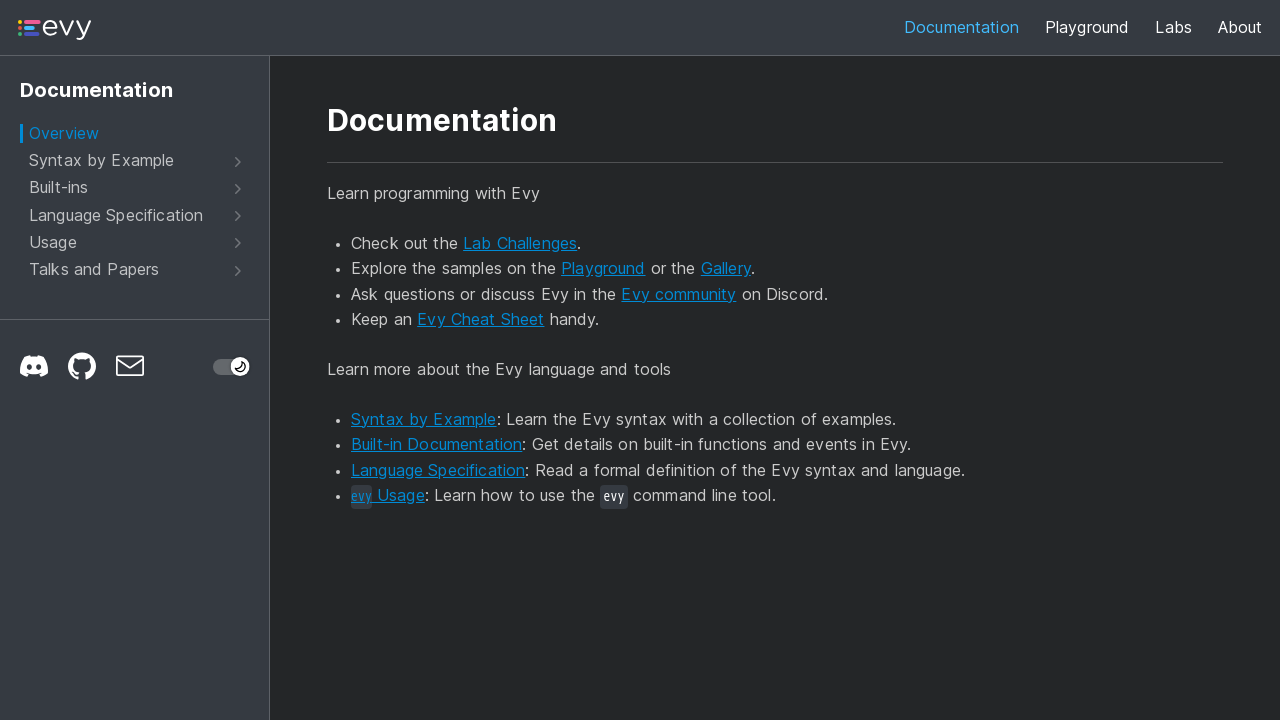 evy
Documentation Playground Labs About
Documentation
Overview
Syntax by Example
Built-ins
Language Specification
Usage
Talks and Papers
Documentation
Learn programming with Evy
Check out the Lab Challenges.
Explore the samples on the Playground or the Gallery.
Ask questions or discuss Evy in the Evy community on Discord.
Keep an Evy Cheat Sheet handy.
Learn more about the Evy language and tools
Syntax by Example: Learn the Evy syntax with a collection of examples.
Built-in Documentation: Get details on built-in functions and events in Evy.
Language Specification: Read a formal definition of the Evy syntax and language.
evy Usage: Learn how to use the evy command line tool.